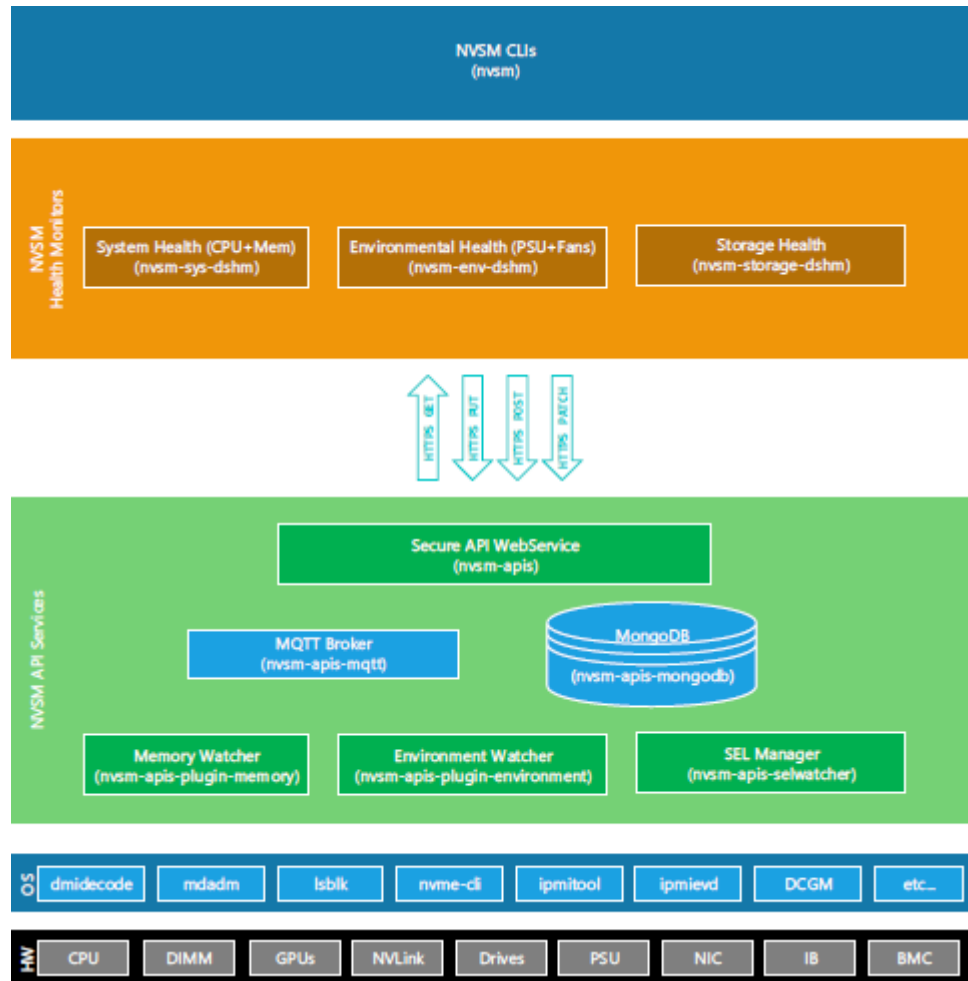 NVSM CLIs
(nvsm)
NVSM
Health Monitors
System Health (CPU+Mem)
(nvsm-sys-dshm)
Environmental Health (PSU+Fans)
(nvsm-env-dshm)
Storage Health
(nvsm-storage-dshm)
HTTPS GET
HTTPS PUT
HTTPS POST
HTTPS PATCH
NVSM API Services
Secure API WebService
(nvsm-apis)
MQTT Broker
(nvsm-apis-mqtt)
MongoDB
(nvsm-apis-mongodb)
Memory Watcher
(nvsm-apis-plugin-memory)
Environment Watcher
(nvsm-apis-plugin-environment)
SEL Manager
(nvsm-apis-selwatcher)
OS
dmidecode
mdadm
lsblk
nvme-cli
ipmitool
ipmievd
DCGM
etc...
HW
CPU
DIMM
GPUs
NVLink
Drives
PSU
NIC
IB
BMC